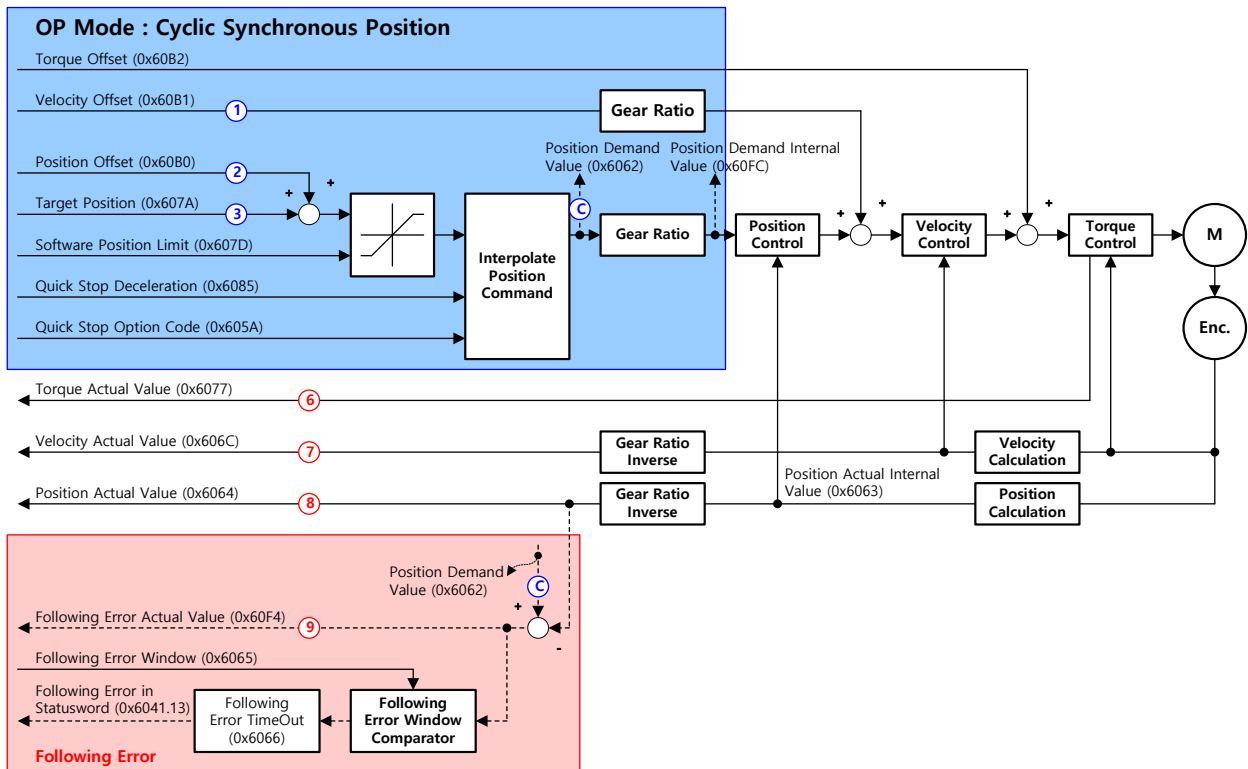 OP Mode : Cyclic Synchronous Position
Torque Offset (0x60B2)
Velocity Offset (0x60B1)
1
Gear Ratio
Position Demand
Value (0x6062)
Position Demand Internal
Value (0x60FC)
Position Offset (0x60B0)
2
+
+
Target Position (0x607A)
3
C
Software Position Limit (0x607D)
Quick Stop Deceleration (0x6085)
Quick Stop Option Code (0x605A)
Interpolate
Position
Command
Gear Ratio
Position
Control
+
+
Velocity
Control
+
+
Torque
Control
M
Enc.
Torque Actual Value (0x6077)
6
Velocity Actual Value (0x606C)
7
Gear Ratio
Inverse
Velocity
Calculation
Position Actual Value (0x6064)
8
Gear Ratio
Inverse
Position Actual Internal
Value (0x6063)
Position
Calculation
Position Demand
Value (0x6062)
C
+
-
Following Error Actual Value (0x60F4)
9
Following Error Window (0x6065)
Following Error in
Statusword (0x6041.13)
Following
Error TimeOut
(0x6066)
Following
Error Window
Comparator
Following Error